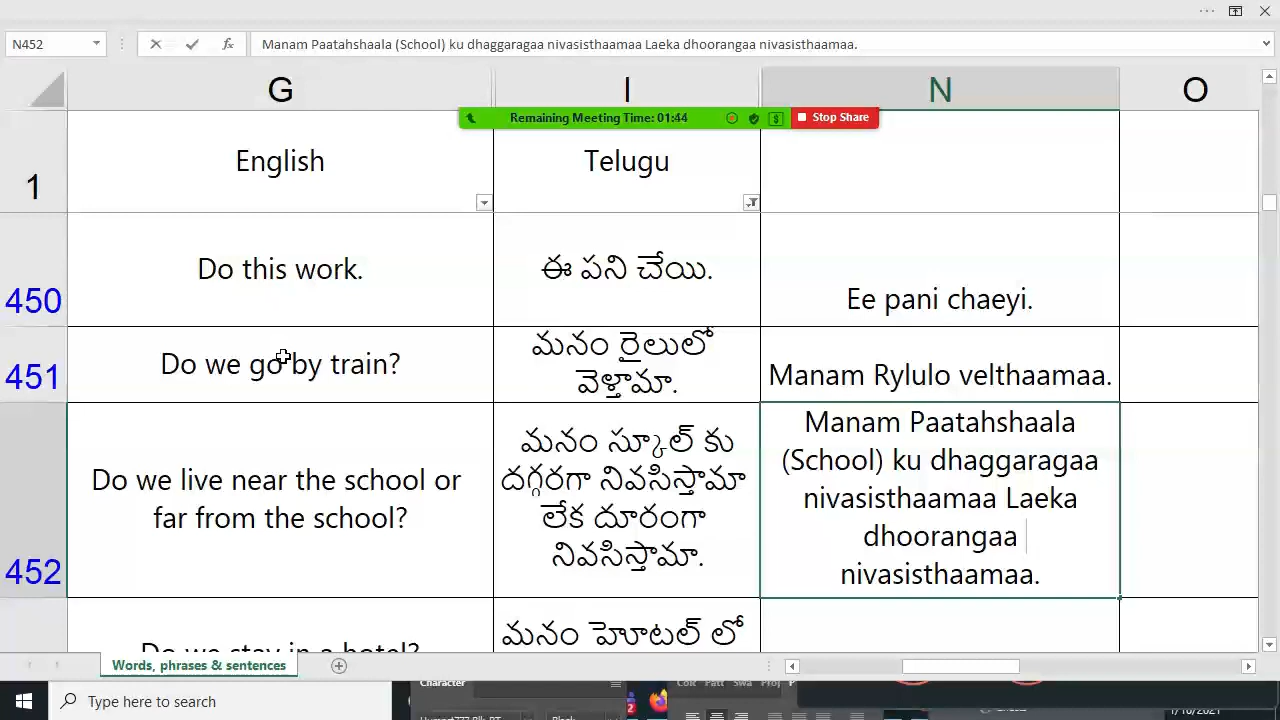 N452
Manam Paatahshaala (School) ku dhaggaragaa nivasisthaamaa Laeka dhoorangaa nivasisthaamaa.
G I N O
Remaining Meeting Time: 01:44 Stop Share
1 English Telugu
450 Do this work. ఈ పని చేయి. Ee pani chaeyi.
451 Do we go by train? మనం రైలులో
వెళ్తామా. Manam Rylulo velthaamaa.
452 Do we live near the school or
far from the school?
మనం స్కూల్ కు
దగ్గరగా నివసిస్తామా
లేక దూరంగా
నివసిస్తామా.
Manam Paatahshaala
(School) ku dhaggaragaa
nivasisthaamaa Laeka
dhoorangaa
nivasisthaamaa.
Do we stay in a hotel? మనం హెూటల్ లో
Words, phrases & sentences
Type here to search
Character